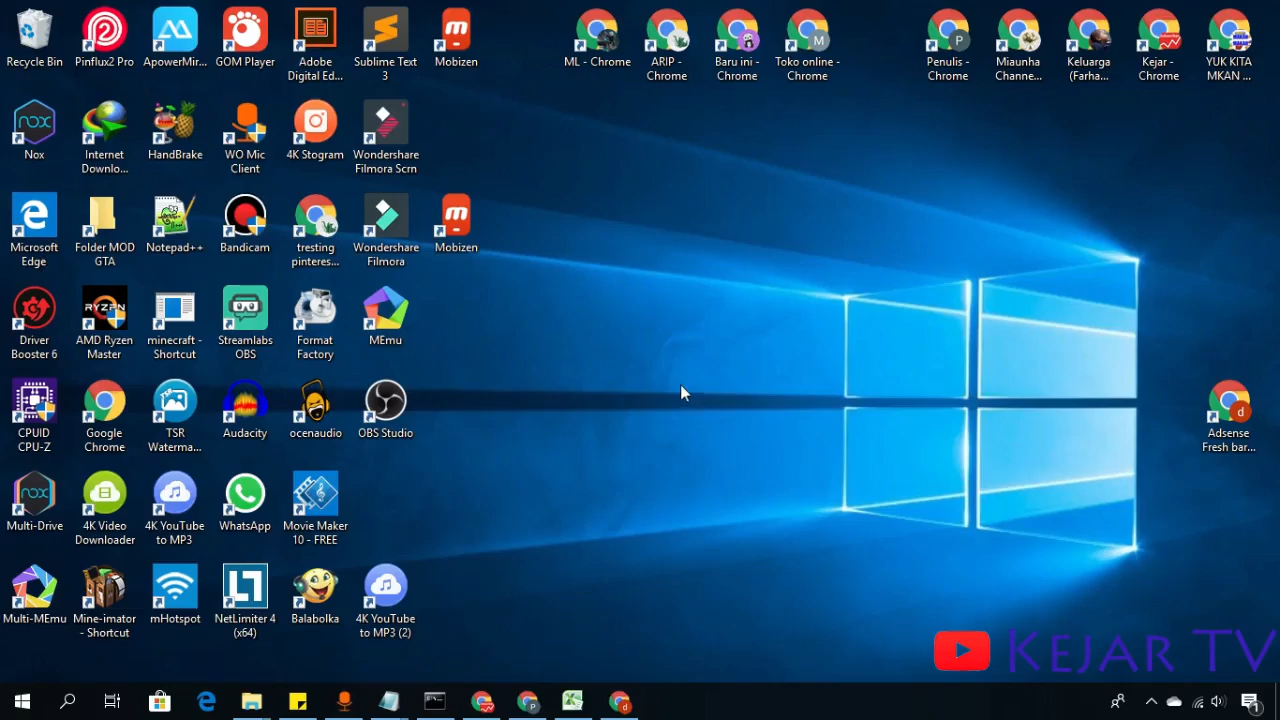 Recycle Bin
Pinflux2 Pro
ApowerMir...
GOM Player
Adobe
Digital Ed...
Sublime Text
3
Mobizen
ML - Chrome
ARIP -
Chrome
Baru ini -
Chrome
M
Toko online -
Chrome
P
Penulis -
Chrome
Miaunha
Channe...
Keluarga
(Farha...
Kejar -
Chrome
YUK KITA
MKAN ...
nox
Nox
Internet
Downlo...
HandBrake
WO Mic
Client
4K Stogram
Wondershare
Filmora Scrn
Microsoft
Edge
Folder MOD
GTA
Notepad++
Bandicam
tresting
pinteres...
Wondershare
Filmora
Mobizen
Driver
Booster 6
RYZEN
AMD Ryzen
Master
minecraft -
Shortcut
Streamlabs
OBS
Format
Factory
MEmu
CPUID
CPU-Z
Google
Chrome
TSR
Waterma...
Audacity
ocenaudio
OBS Studio
d
Adsense
Fresh bar...
nox
Multi-Drive
4K Video
Downloader
4K YouTube
to MP3
WhatsApp
Movie Maker
10 - FREE
Multi-MEmu
Mine-imator
- Shortcut
mHotspot
NetLimiter 4
(x64)
Balabolka
4K YouTube
to MP3 (2)
KEJAR TV
P
d
1